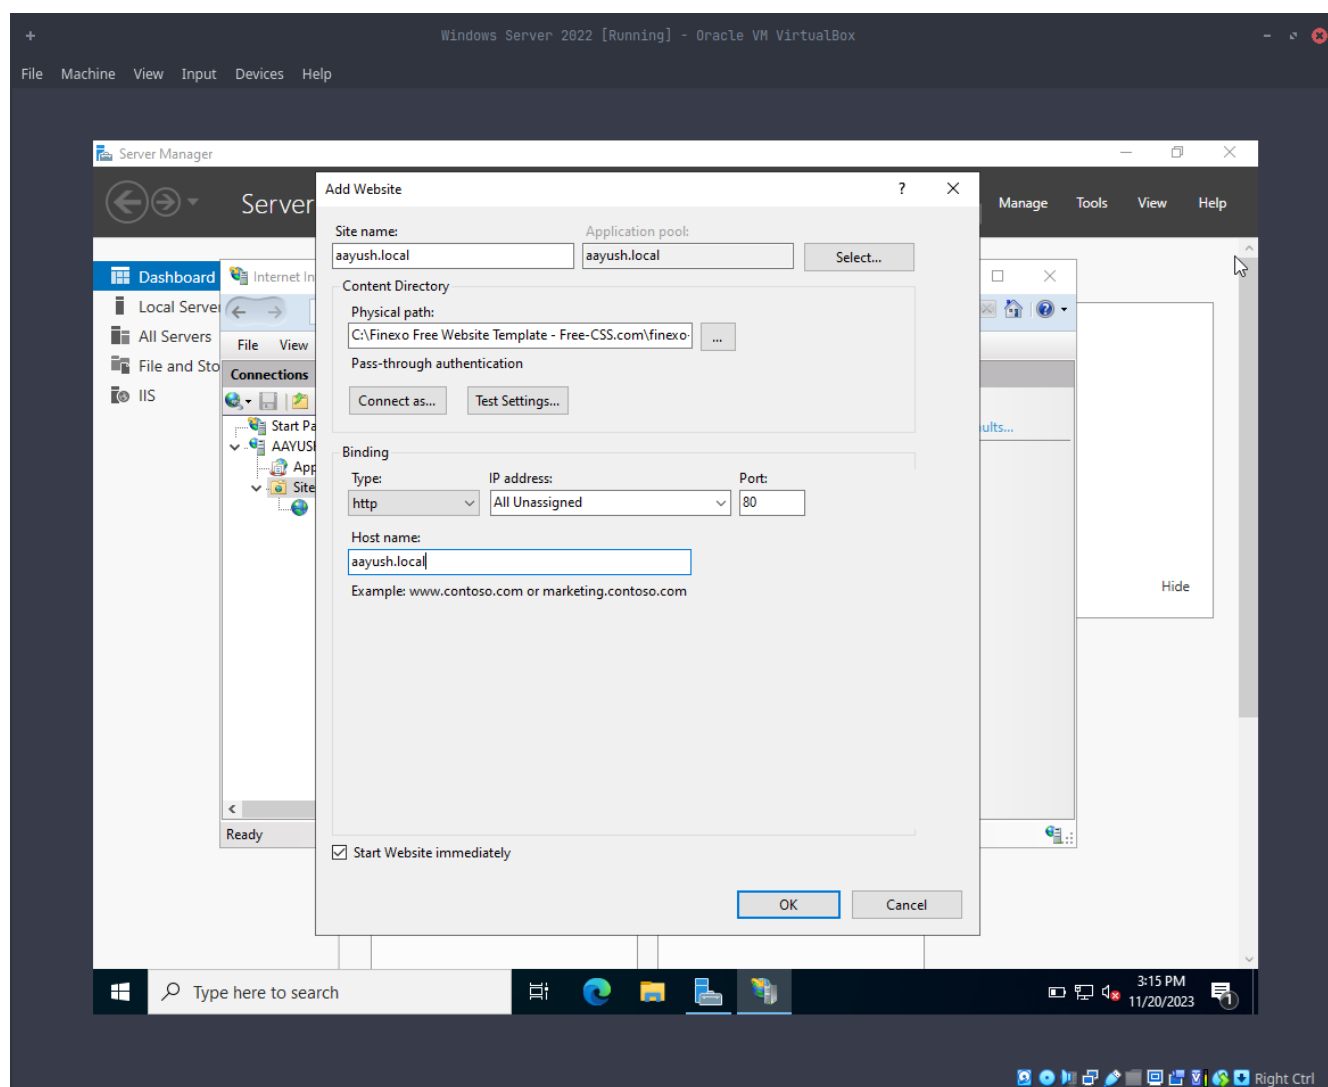 Windows Server 2022 [Running] - Oracle VM VirtualBox
File Machine View Input Devices Help
Server Manager
Server
Manage Tools View Help
Dashboard
Local Server
All Servers
File and Sto
IIS
Internet In
File View
Connections
Start Pa
AAYUSH
App
Site
Ready
ults...
Hide
Add Website
?
Site name:
Application pool:
aayush.local
aayush.local
Select...
Content Directory
Physical path:
C:\Finexo Free Website Template - Free-CSS.com\finexo-
...
Pass-through authentication
Connect as...
Test Settings...
Binding
Type:
IP address:
Port:
http
All Unassigned
80
Host name:
aayush.local
Example: www.contoso.com or marketing.contoso.com
Start Website immediately
OK
Cancel
Type here to search
3:15 PM
11/20/2023
1
Right Ctrl